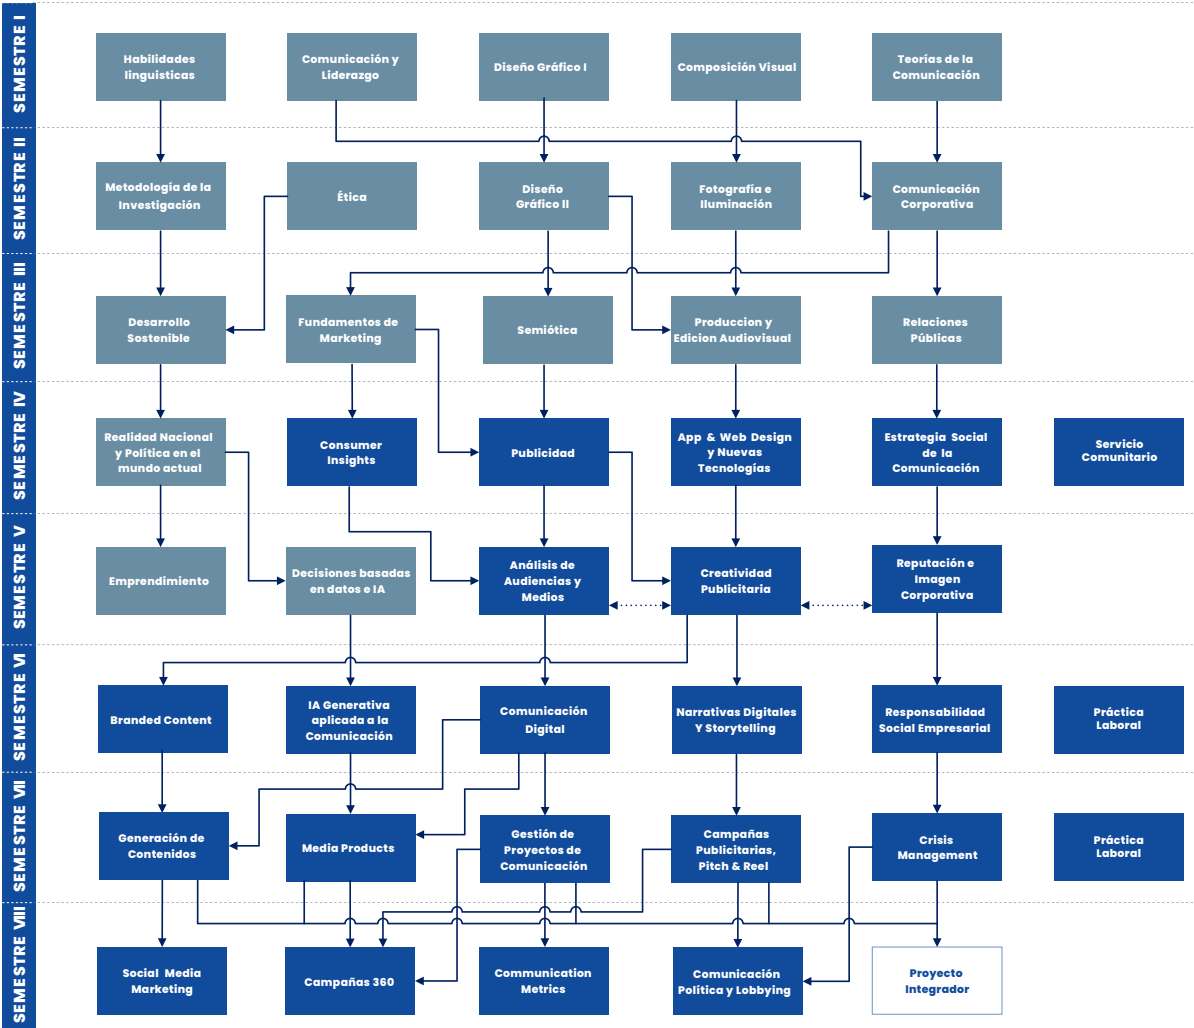 SEMESTRE I
Habilidades
linguisticas
Comunicación y
Liderazgo
Diseño Gráfico I
Composición Visual
Teorías de la
Comunicación
SEMESTRE II
Metodología de la
Investigación
Ética
Diseño
Gráfico II
Fotografía e
Iluminación
Comunicación
Corporativa
SEMESTRE III
Desarrollo
Sostenible
Fundamentos de
Marketing
Semiótica
Produccion y
Edicion Audiovisual
Relaciones
Públicas
SEMESTRE IV
Realidad Nacional
y Política en el
mundo actual
Consumer
Insights
Publicidad
App & Web Design
y Nuevas
Tecnologías
Estrategia Social
de la
Comunicación
Servicio
Comunitario
SEMESTRE V
Emprendimiento
Decisiones basadas
en datos e IA
Análisis de
Audiencias y
Medios
Creatividad
Publicitaria
Reputación e
Imagen
Corporativa
SEMESTRE VI
Branded Content
IA Generativa
aplicada a la
Comunicación
Comunicación
Digital
Narrativas Digitales
Y Storytelling
Responsabilidad
Social Empresarial
Práctica
Laboral
SEMESTRE VII
Generación de
Contenidos
Media Products
Gestión de
Proyectos de
Comunicación
Campañas
Publicitarias,
Pitch & Reel
Crisis
Management
Práctica
Laboral
SEMESTRE VIII
Social Media
Marketing
Campañas 360
Communication
Metrics
Comunicación
Política y Lobbying
Proyecto
Integrador